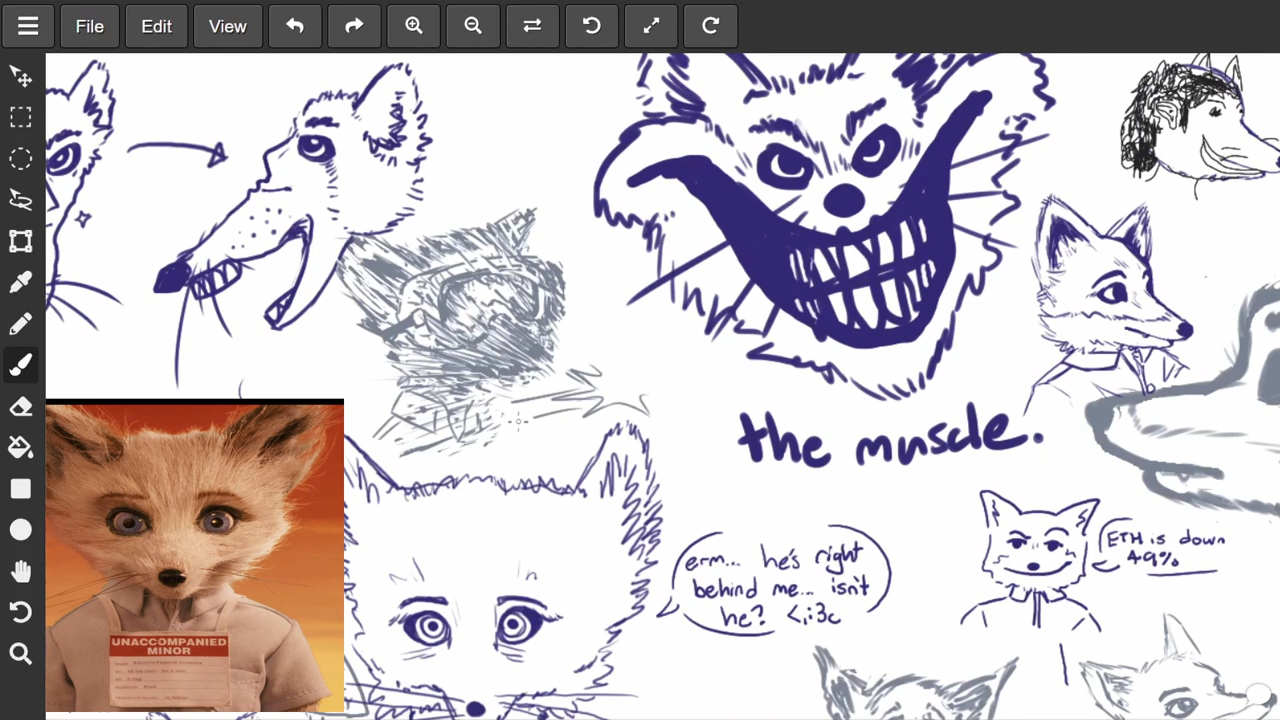 File
Edit
View
the muscle.
ETH is down
49%
erm... he's right
behind me... isn't
he? <,:3c
UNACCOMPANIED
MINOR